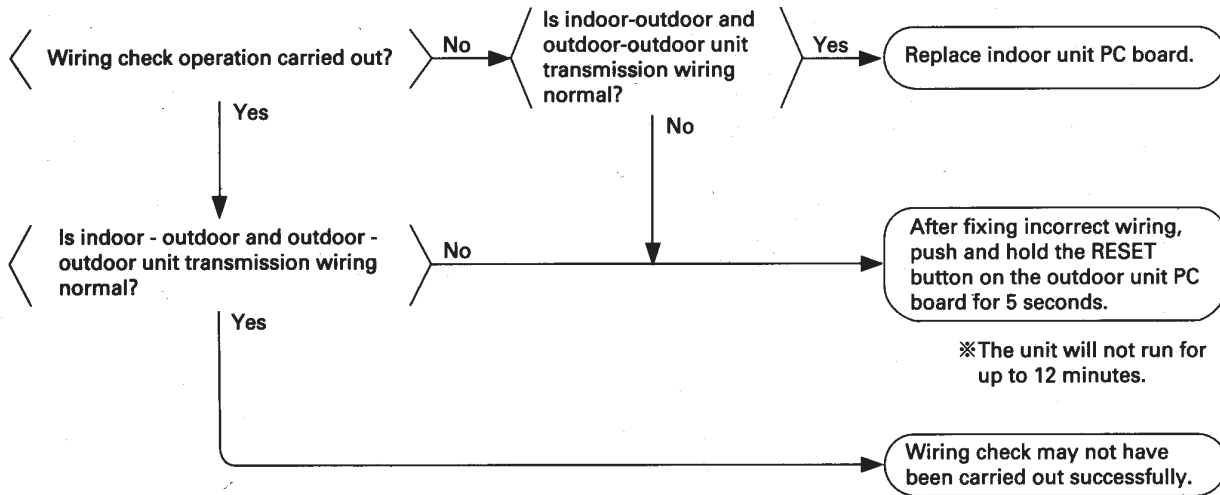 Wiring check operation carried out?
No
Is indoor-outdoor and
outdoor-outdoor unit
transmission wiring
normal?
Yes
Replace indoor unit PC board.
Yes
No
Is indoor - outdoor and outdoor -
outdoor unit transmission wiring
normal?
No
After fixing incorrect wiring,
push and hold the RESET
button on the outdoor unit PC
board for 5 seconds.
Yes
※The unit will not run for
up to 12 minutes.
Wiring check may not have
been carried out successfully.